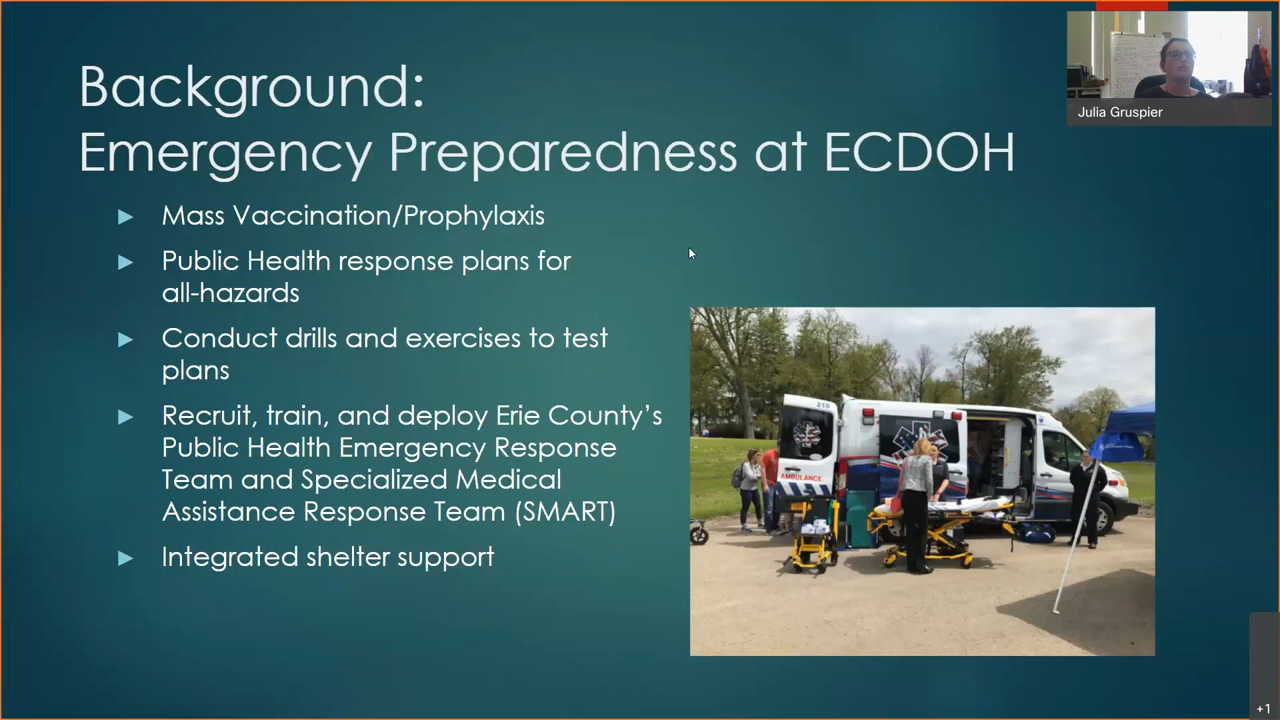 Background:
Emergency Preparedness at ECDOH
Julia Gruspier
Mass Vaccination/Prophylaxis
Public Health response plans for
all-hazards
Conduct drills and exercises to test
plans
Recruit, train, and deploy Erie County’s
Public Health Emergency Response
Team and Specialized Medical
Assistance Response Team (SMART)
Integrated shelter support
215
AMBULANCE
+1